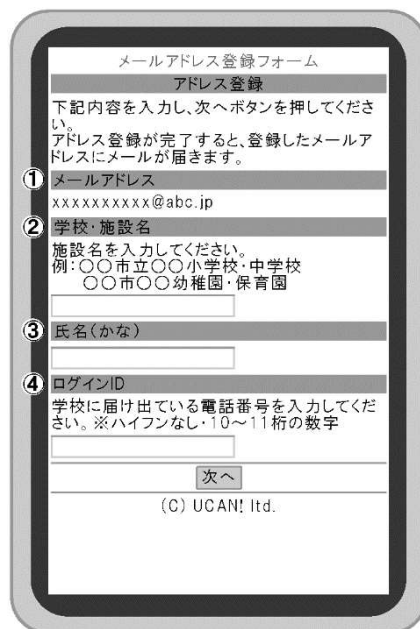 メールアドレス登録フォーム
アドレス登録
下記内容を入力し、次へボタンを押してくださ
い。
アドレス登録が完了すると、登録したメールア
ドレスにメールが届きます。
① メールアドレス
xxxxxxxxxx@abc.jp
② 学校・施設名
施設名を入力してください。
例:〇〇市立〇〇小学校・中学校
〇〇市〇〇幼稚園・保育園
③ 氏名(かな)
④ ログインID
学校に届け出ている電話番号を入力してくだ
さい。※ハイフンなし・10～11桁の数字
次へ
(C) UCAN! ltd.